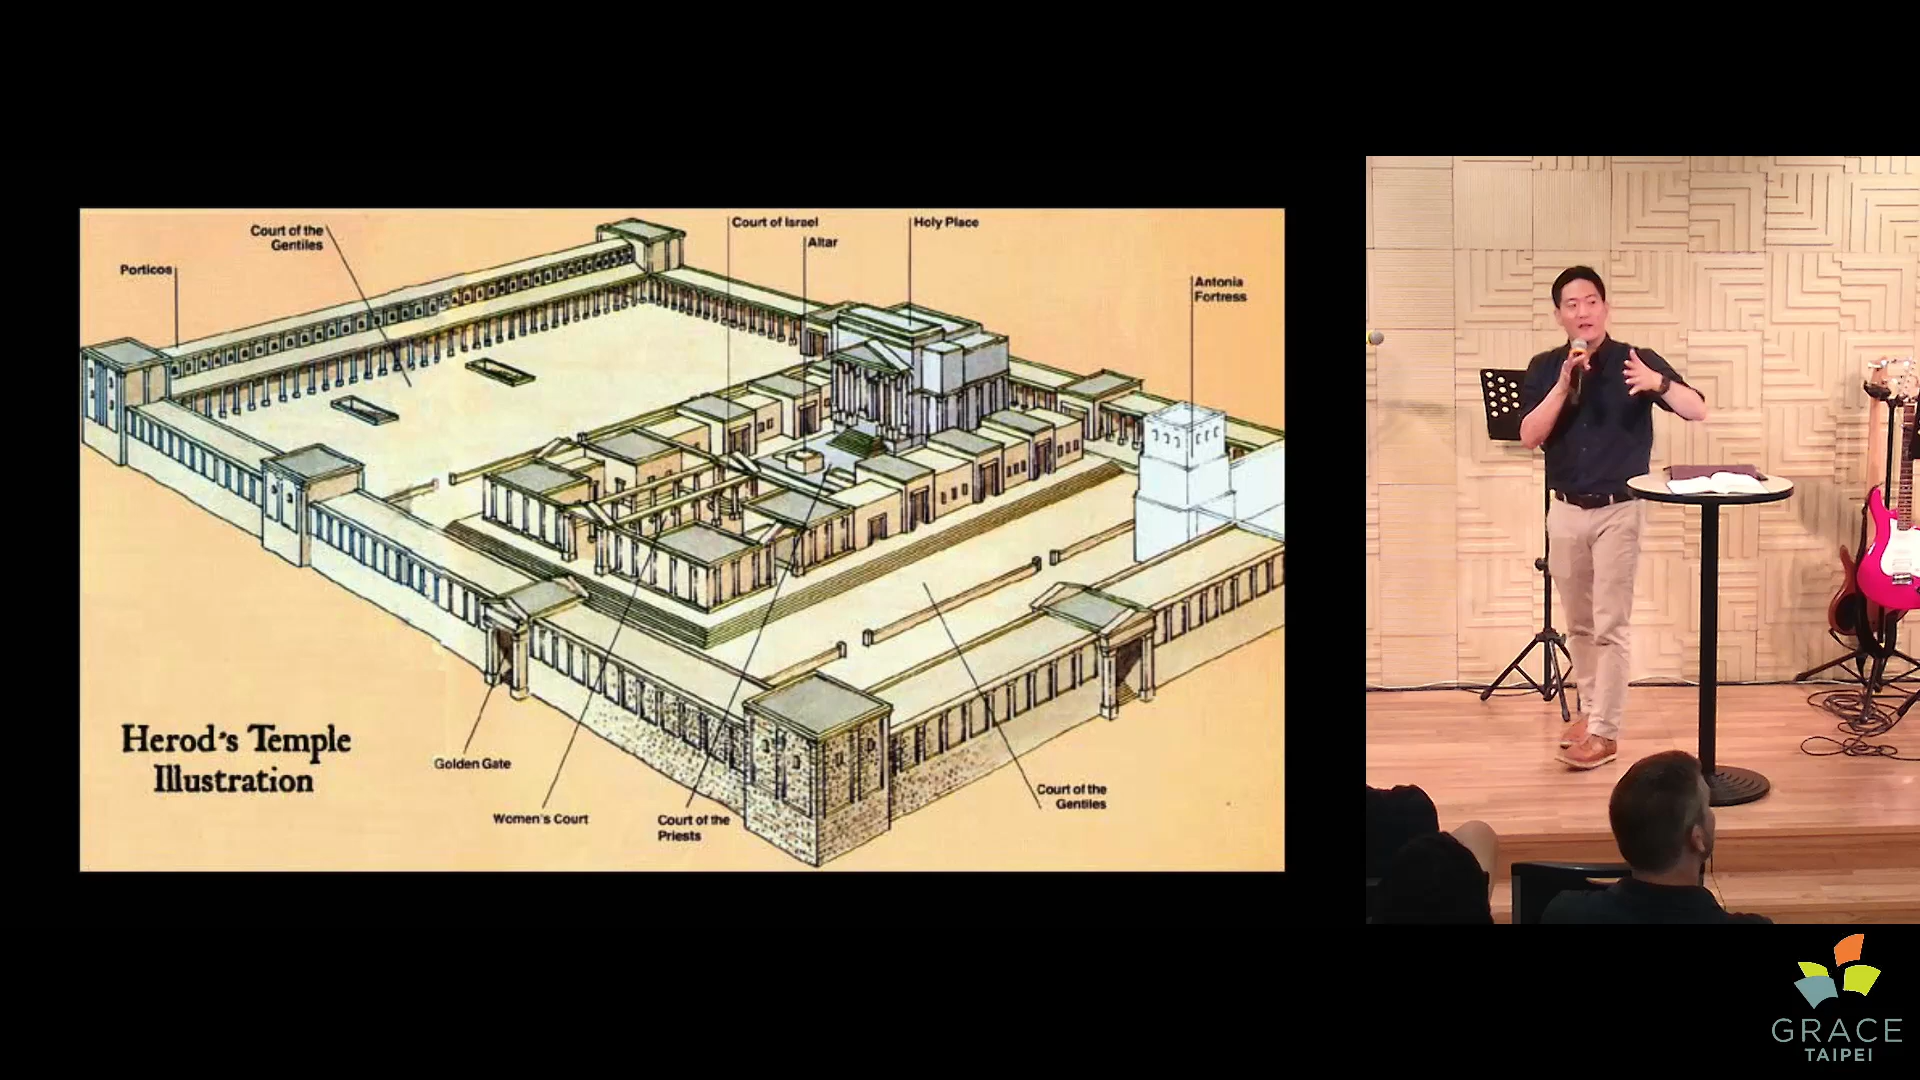 Court of the
Gentiles
Court of Israel
Holy Place
Altar
Porticos
Antonia
Fortress
Herod's Temple
Illustration
Golden Gate
Women's Court
Court of the
Priests
Court of the
Gentiles
GRACE
TAIPEI